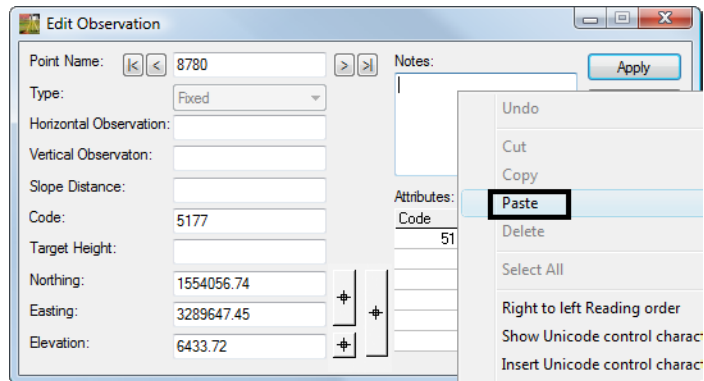 Edit Observation
Point Name: |< < 8780 > >|
Type: Fixed
Horizontal Observation:
Vertical Observaton:
Slope Distance:
Code: 5177
Target Height:
Northing: 1554056.74
Easting: 3289647.45
Elevation: 6433.72
Notes:
Apply
Attributes:
Code
51
Undo
Cut
Copy
Paste
Delete
Select All
Right to left Reading order
Show Unicode control charact
Insert Unicode control charac